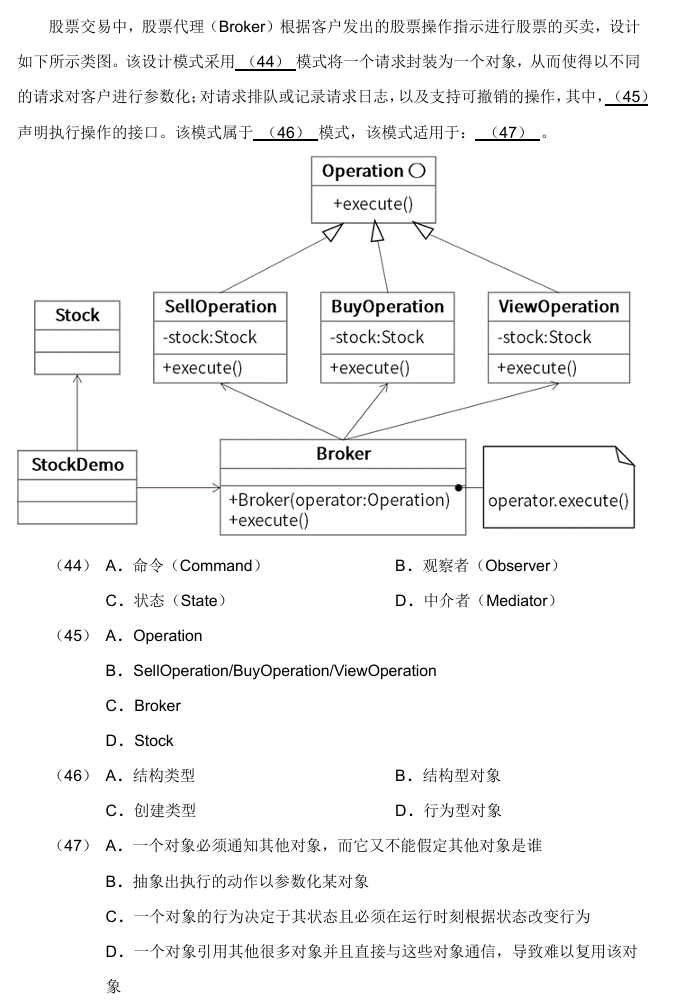 股票交易中，股票代理（Broker）根据客户发出的股票操作指示进行股票的买卖，设计
如下所示类图。该设计模式采用 （44） 模式将一个请求封装为一个对象，从而使得以不同
的请求对客户进行参数化；对请求排队或记录请求日志，以及支持可撤销的操作，其中，（45）
声明执行操作的接口。该模式属于 （46） 模式，该模式适用于： （47） 。
Operation
+execute()
Stock
SellOperation
-stock:Stock
+execute()
BuyOperation
-stock:Stock
+execute()
ViewOperation
-stock:Stock
+execute()
StockDemo
Broker
+Broker(operator:Operation)
+execute()
operator.execute()
（44） A．命令（Command） B．观察者（Observer）
C．状态（State） D．中介者（Mediator）
（45） A．Operation
B．SellOperation/BuyOperation/ViewOperation
C．Broker
D．Stock
（46） A．结构类型 B．结构型对象
C．创建类型 D．行为型对象
（47） A．一个对象必须通知其他对象，而它又不能假定其他对象是谁
B．抽象出执行的动作以参数化某对象
C．一个对象的行为决定于其状态且必须在运行时刻根据状态改变行为
D．一个对象引用其他很多对象并且直接与这些对象通信，导致难以复用该对
象